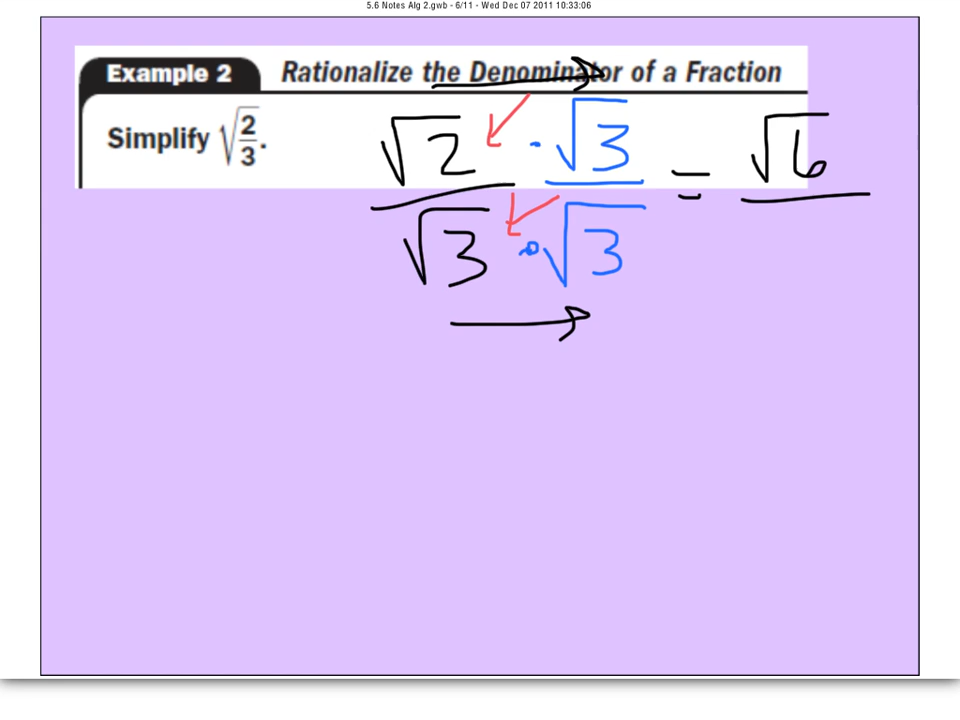 5.6 Notes Alg 2.gwb - 6/11 - Wed Dec 07 2011 10:33:06
Example 2 Rationalize the Denominator of a Fraction
Simplify √2/3.
√2 · √3 = √6
√3 · √3